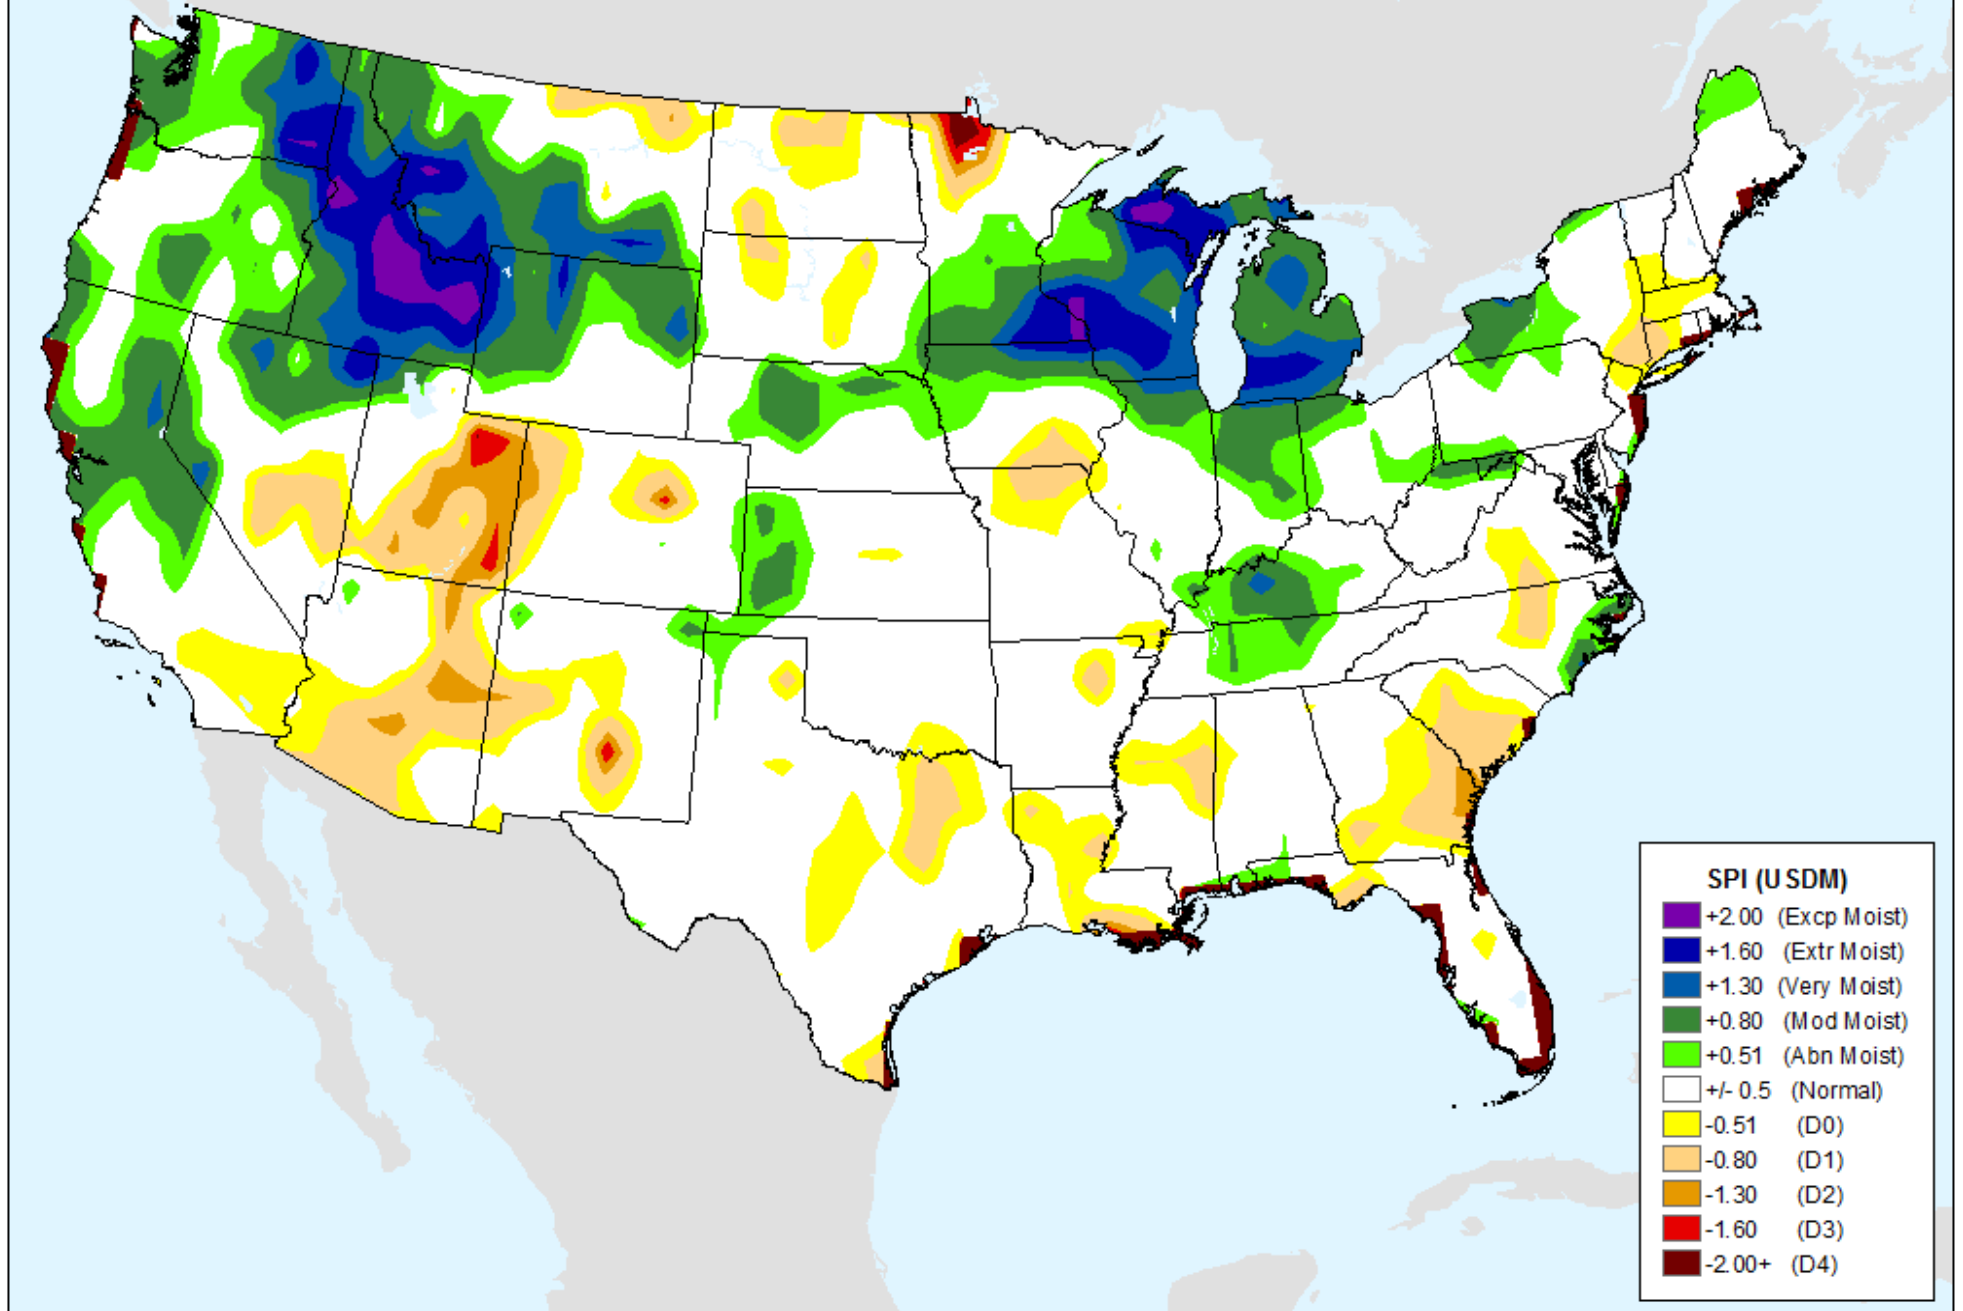 SPI (USDM)
+2.00 (Excp Moist)
+1.60 (Extr Moist)
+1.30 (Very Moist)
+0.80 (Mod Moist)
+0.51 (Abn Moist)
+/- 0.5 (Normal)
-0.51 (D0)
-0.80 (D1)
-1.30 (D2)
-1.60 (D3)
-2.00+ (D4)